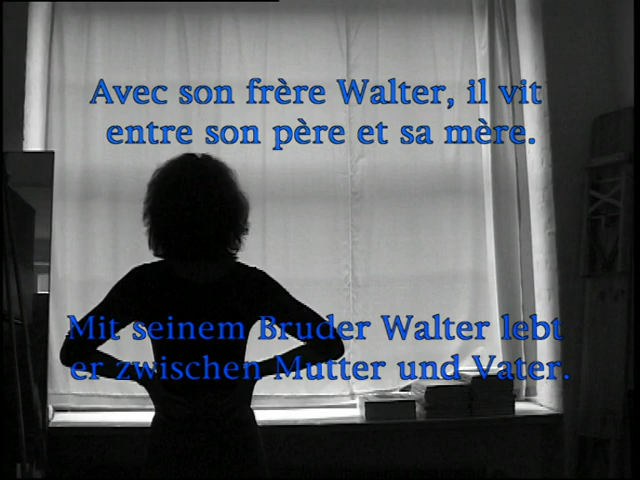 Avec son frère Walter, il vit
entre son père et sa mère.
Mit seinem Bruder Walter lebt
er zwischen Mutter und Vater.